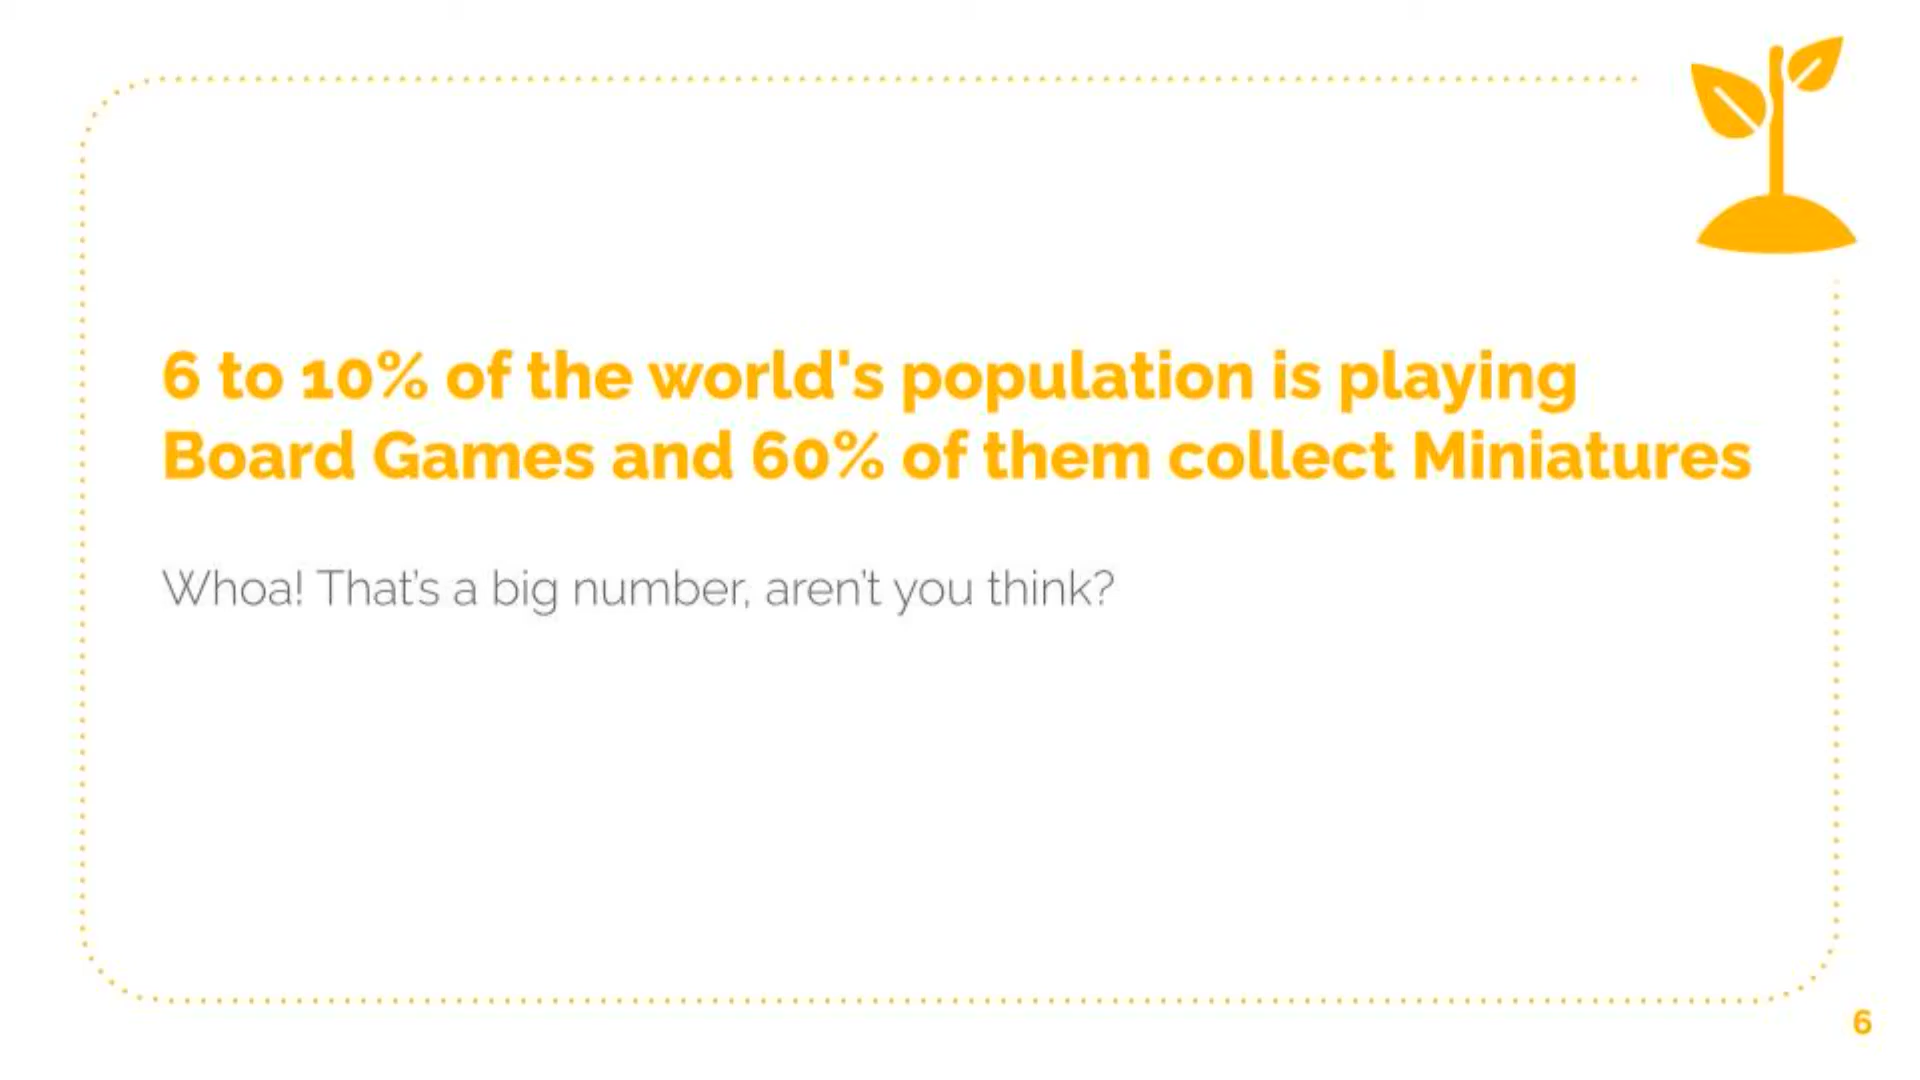 6 to 10% of the world's population is playing
Board Games and 60% of them collect Miniatures
Whoa! That's a big number, aren't you think?
6